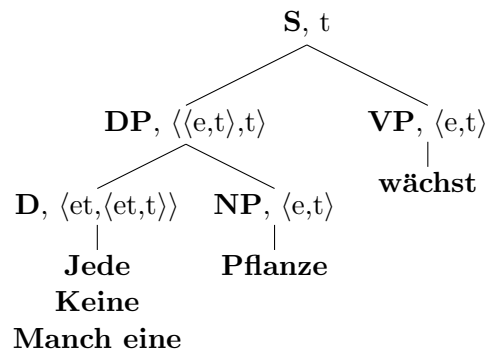 S, t
DP, ⟨⟨e,t⟩,t⟩ VP, ⟨e,t⟩
wächst
D, ⟨et,⟨et,t⟩⟩ NP, ⟨e,t⟩
Jede Pflanze
Keine
Manch eine